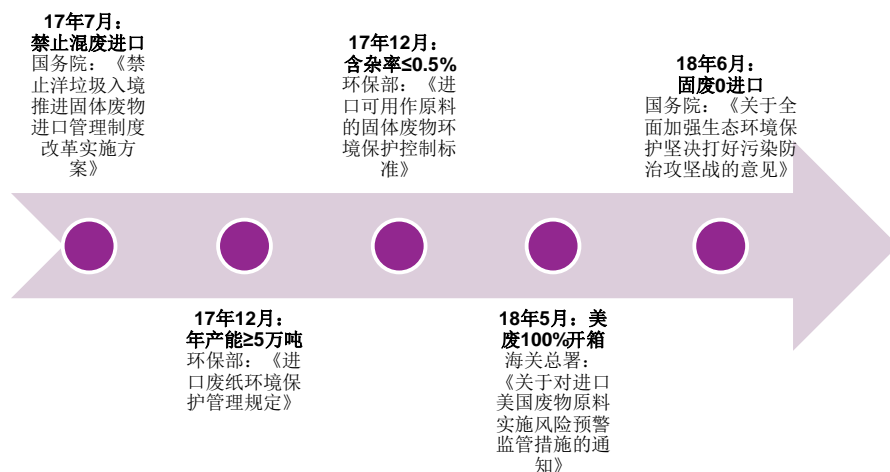 17年7月：
禁止混废进口
国务院：《禁
止洋垃圾入境
推进固体废物
进口管理制度
改革实施方
案》
17年12月：
年产能≥5万吨
环保部：《进
口废纸环境保
护管理规定》
17年12月：
含杂率≤0.5%
环保部：《进
口可用作原料
的固体废物环
境保护控制标
准》
18年5月：美
废100%开箱
海关总署：
《关于对进口
美国废物原料
实施风险预警
监管措施的通
知》
18年6月：
固废0进口
国务院：《关于全
面加强生态环境保
护坚决打好污染防
治攻坚战的意见》